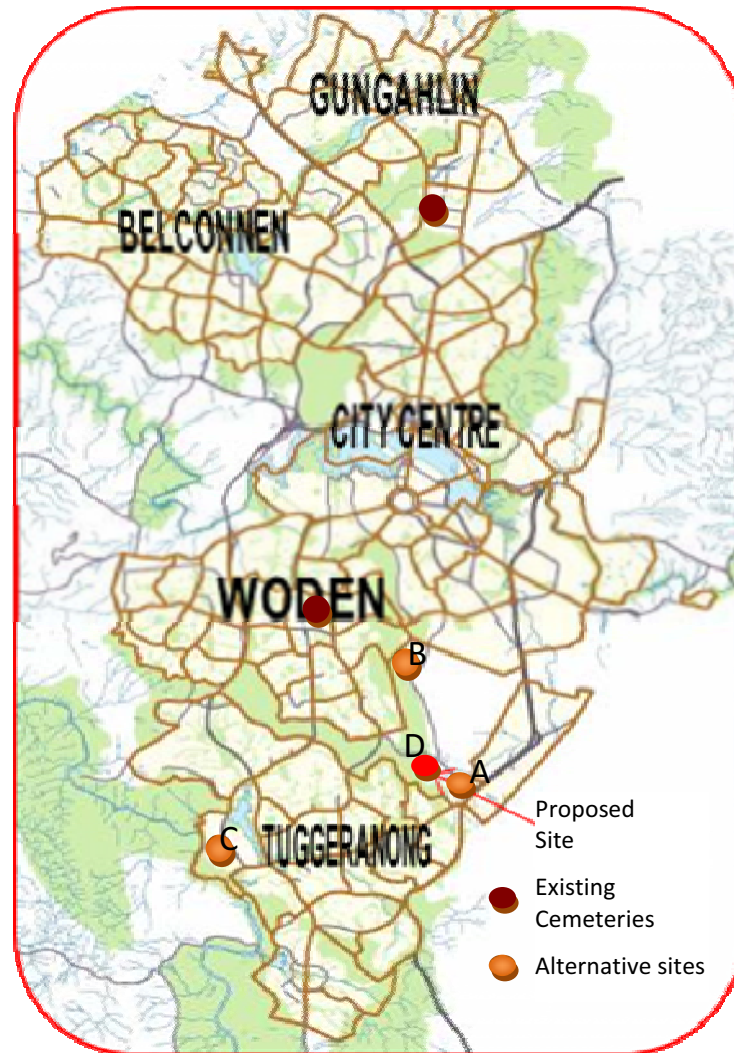 GUNGAHLIN
BELCONNEN
CITY CENTRE
WODEN
B
D
A
Proposed
Site
C
TUGGERANONG
Existing
Cemeteries
Alternative sites